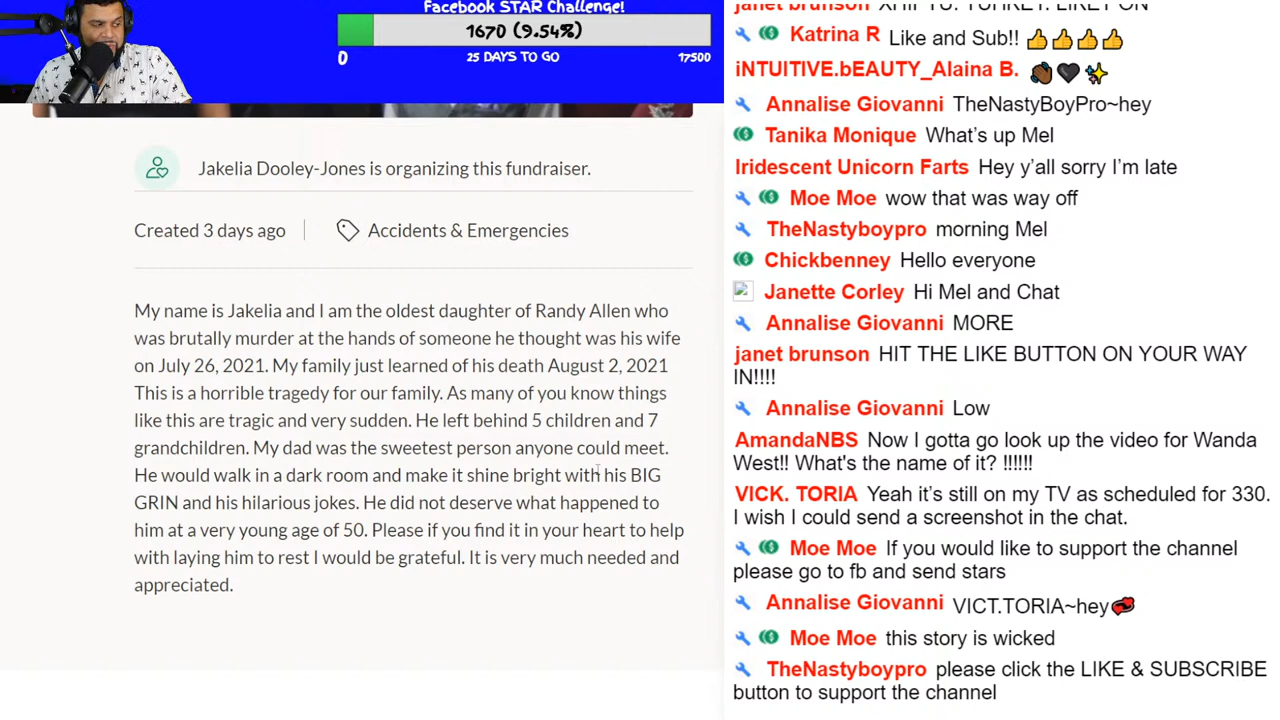 Facebook STAR Challenge!
1670 (9.54%)
0
25 DAYS TO GO
17500
Jakelia Dooley-Jones is organizing this fundraiser.
Created 3 days ago
Accidents & Emergencies
My name is Jakelia and I am the oldest daughter of Randy Allen who
was brutally murder at the hands of someone he thought was his wife
on July 26, 2021. My family just learned of his death August 2, 2021
This is a horrible tragedy for our family. As many of you know things
like this are tragic and very sudden. He left behind 5 children and 7
grandchildren. My dad was the sweetest person anyone could meet.
He would walk in a dark room and make it shine bright with his BIG
GRIN and his hilarious jokes. He did not deserve what happened to
him at a very young age of 50. Please if you find it in your heart to help
with laying him to rest I would be grateful. It is very much needed and
appreciated.
janet brunson
Katrina R Like and Sub!! 👍👍👍👍
iNTUITIVE.bEAUTY_Alaina B. 👋🏾🖤✨
Annalise Giovanni TheNastyBoyPro~hey
Tanika Monique What's up Mel
Iridescent Unicorn Farts Hey y'all sorry I'm late
Moe Moe wow that was way off
TheNastyboypro morning Mel
Chickbenney Hello everyone
Janette Corley Hi Mel and Chat
Annalise Giovanni MORE
janet brunson HIT THE LIKE BUTTON ON YOUR WAY
IN!!!!
Annalise Giovanni Low
AmandaNBS Now I gotta go look up the video for Wanda
West!! What's the name of it? !!!!!!
VICK. TORIA Yeah it's still on my TV as scheduled for 330.
I wish I could send a screenshot in the chat.
Moe Moe If you would like to support the channel
please go to fb and send stars
Annalise Giovanni VICT.TORIA~hey💋
Moe Moe this story is wicked
TheNastyboypro please click the LIKE & SUBSCRIBE
button to support the channel